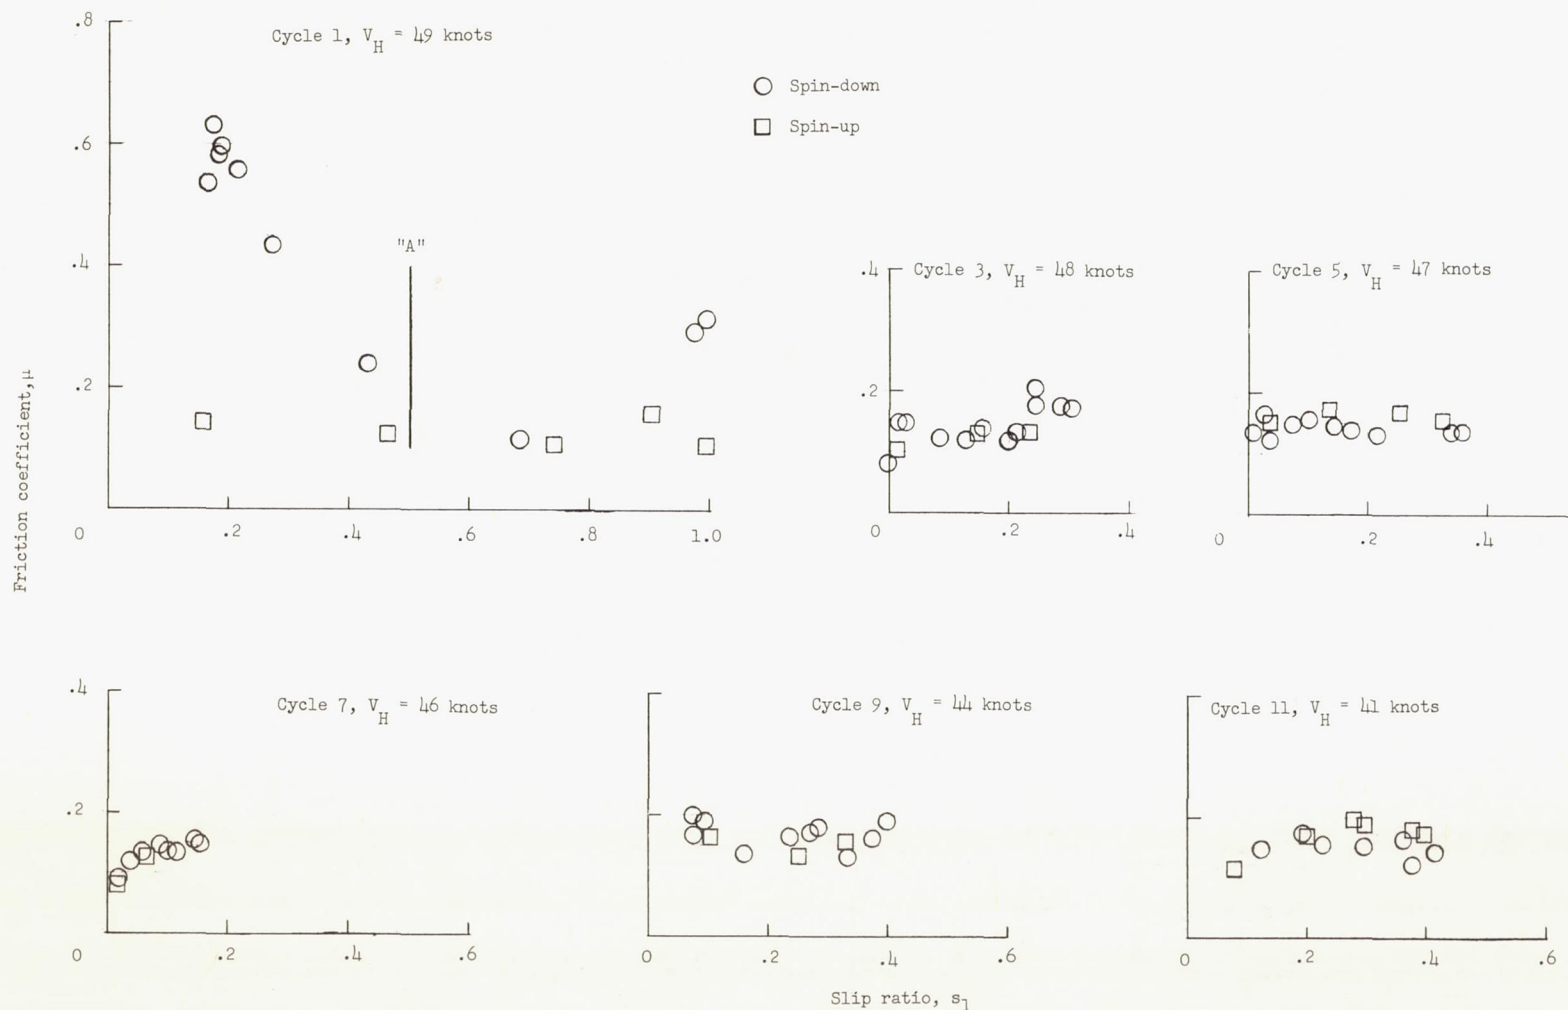 .8
Cycle 1, V_H = 49 knots
Spin-down
Spin-up
.6
"A"
.4
.2
0
.2
.4
.6
.8
1.0
Friction coefficient, μ
.4
Cycle 3, V_H = 48 knots
.2
0
.2
.4
Cycle 5, V_H = 47 knots
0
.2
.4
.4
Cycle 7, V_H = 46 knots
.2
0
.2
.4
.6
Cycle 9, V_H = 44 knots
0
.2
.4
.6
Cycle 11, V_H = 41 knots
0
.2
.4
.6
Slip ratio, s₁